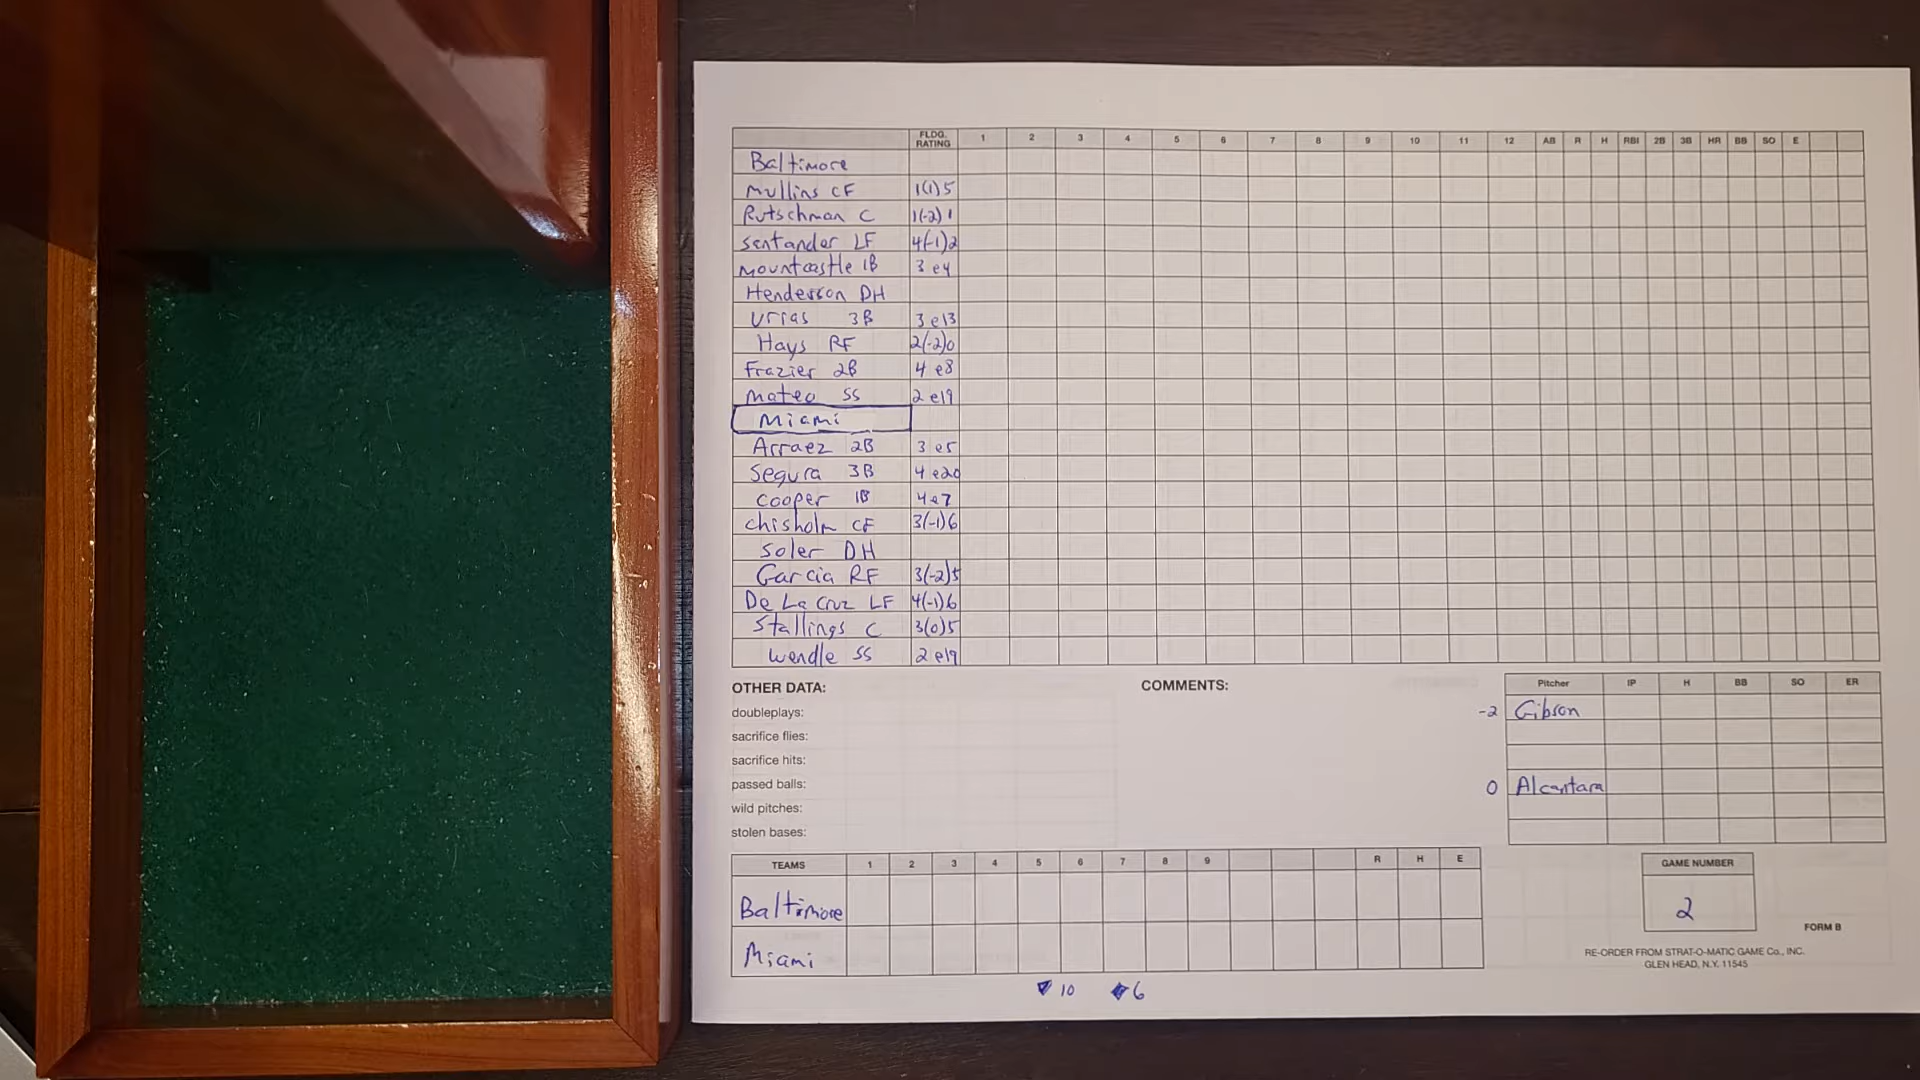 FLDG. RATING 1 2 3 4 5 6 7 8 9 10 11 12 AB R H RBI 2B 3B HR BB SO E
Baltimore
Mullins CF 1(1)5
Rutschman C 1(-2)1
Santander LF 4(-1)2
Mountcastle 1B 3 e4
Henderson DH
Urias 3B 3 e13
Hays RF 2(-2)0
Frazier 2B 4 e8
Mateo SS 2 e19
Miami
Arraez 2B 3 e5
Segura 3B 4 e20
Cooper 1B 4e7
Chisholm CF 3(-1)6
Soler DH
Garcia RF 3(-2)5
De La Cruz LF 4(-1)6
Stallings C 3(0)5
Wendle SS 2 e19
OTHER DATA: COMMENTS: Pitcher IP H BB SO ER
doubleplays: -2 Gibson
sacrifice flies:
sacrifice hits:
passed balls: 0 Alcantara
wild pitches:
stolen bases:
TEAMS 1 2 3 4 5 6 7 8 9 R H E GAME NUMBER
Baltimore 2
FORM B
Miami
RE-ORDER FROM STRAT-O-MATIC GAME Co., INC.
GLEN HEAD, N.Y. 11545
10 6